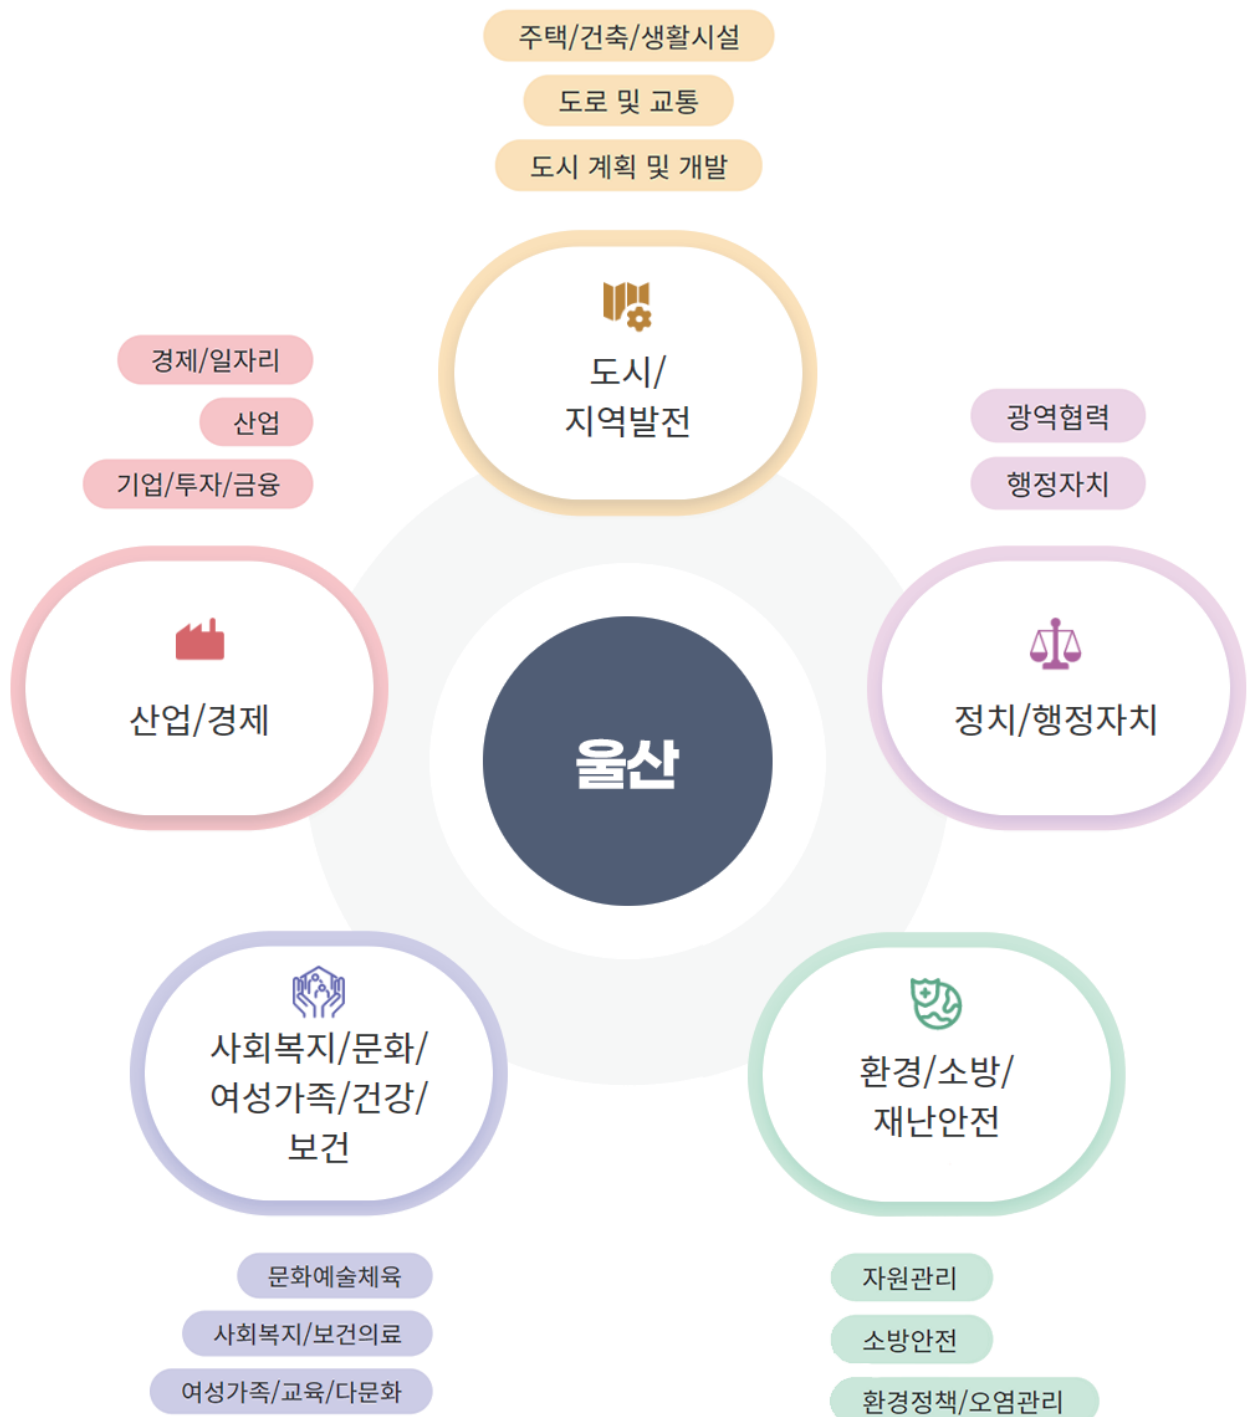 주택/건축/생활시설
도로 및 교통
도시 계획 및 개발
도시/
지역발전
경제/일자리
산업
기업/투자/금융
산업/경제
광역협력
행정자치
정치/행정자치
울산
사회복지/문화/
여성가족/건강/
보건
문화예술체육
사회복지/보건의료
여성가족/교육/다문화
환경/소방/
재난안전
자원관리
소방안전
환경정책/오염관리